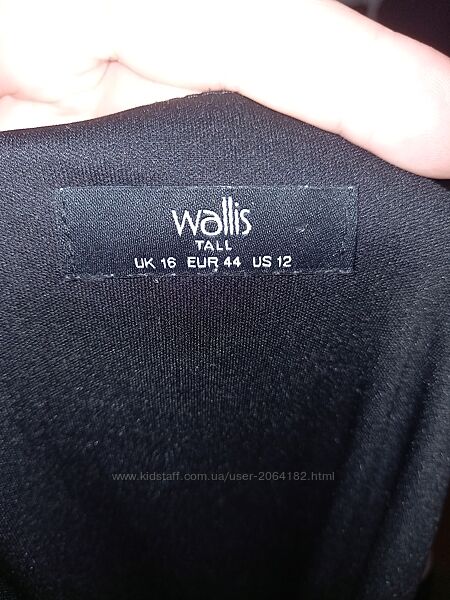 wallis
TALL
UK 16 EUR 44 US 12
www.kidstaff.com.ua/user-2064182.html